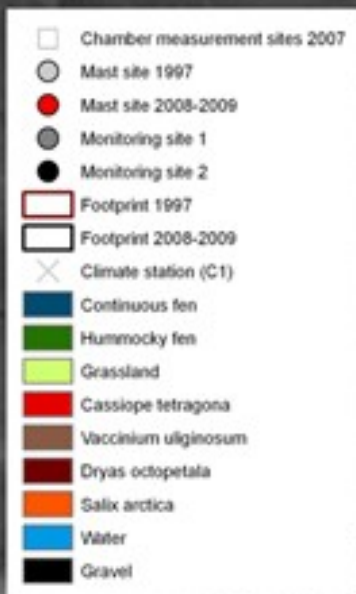 Chamber measurement sites 2007
Mast site 1997
Mast site 2008-2009
Monitoring site 1
Monitoring site 2
Footprint 1997
Footprint 2008-2009
Climate station (C1)
Continuous fen
Hummocky fen
Grassland
Cassiope tetragona
Vaccinium uliginosum
Dryas octopetala
Salix arctica
Water
Gravel